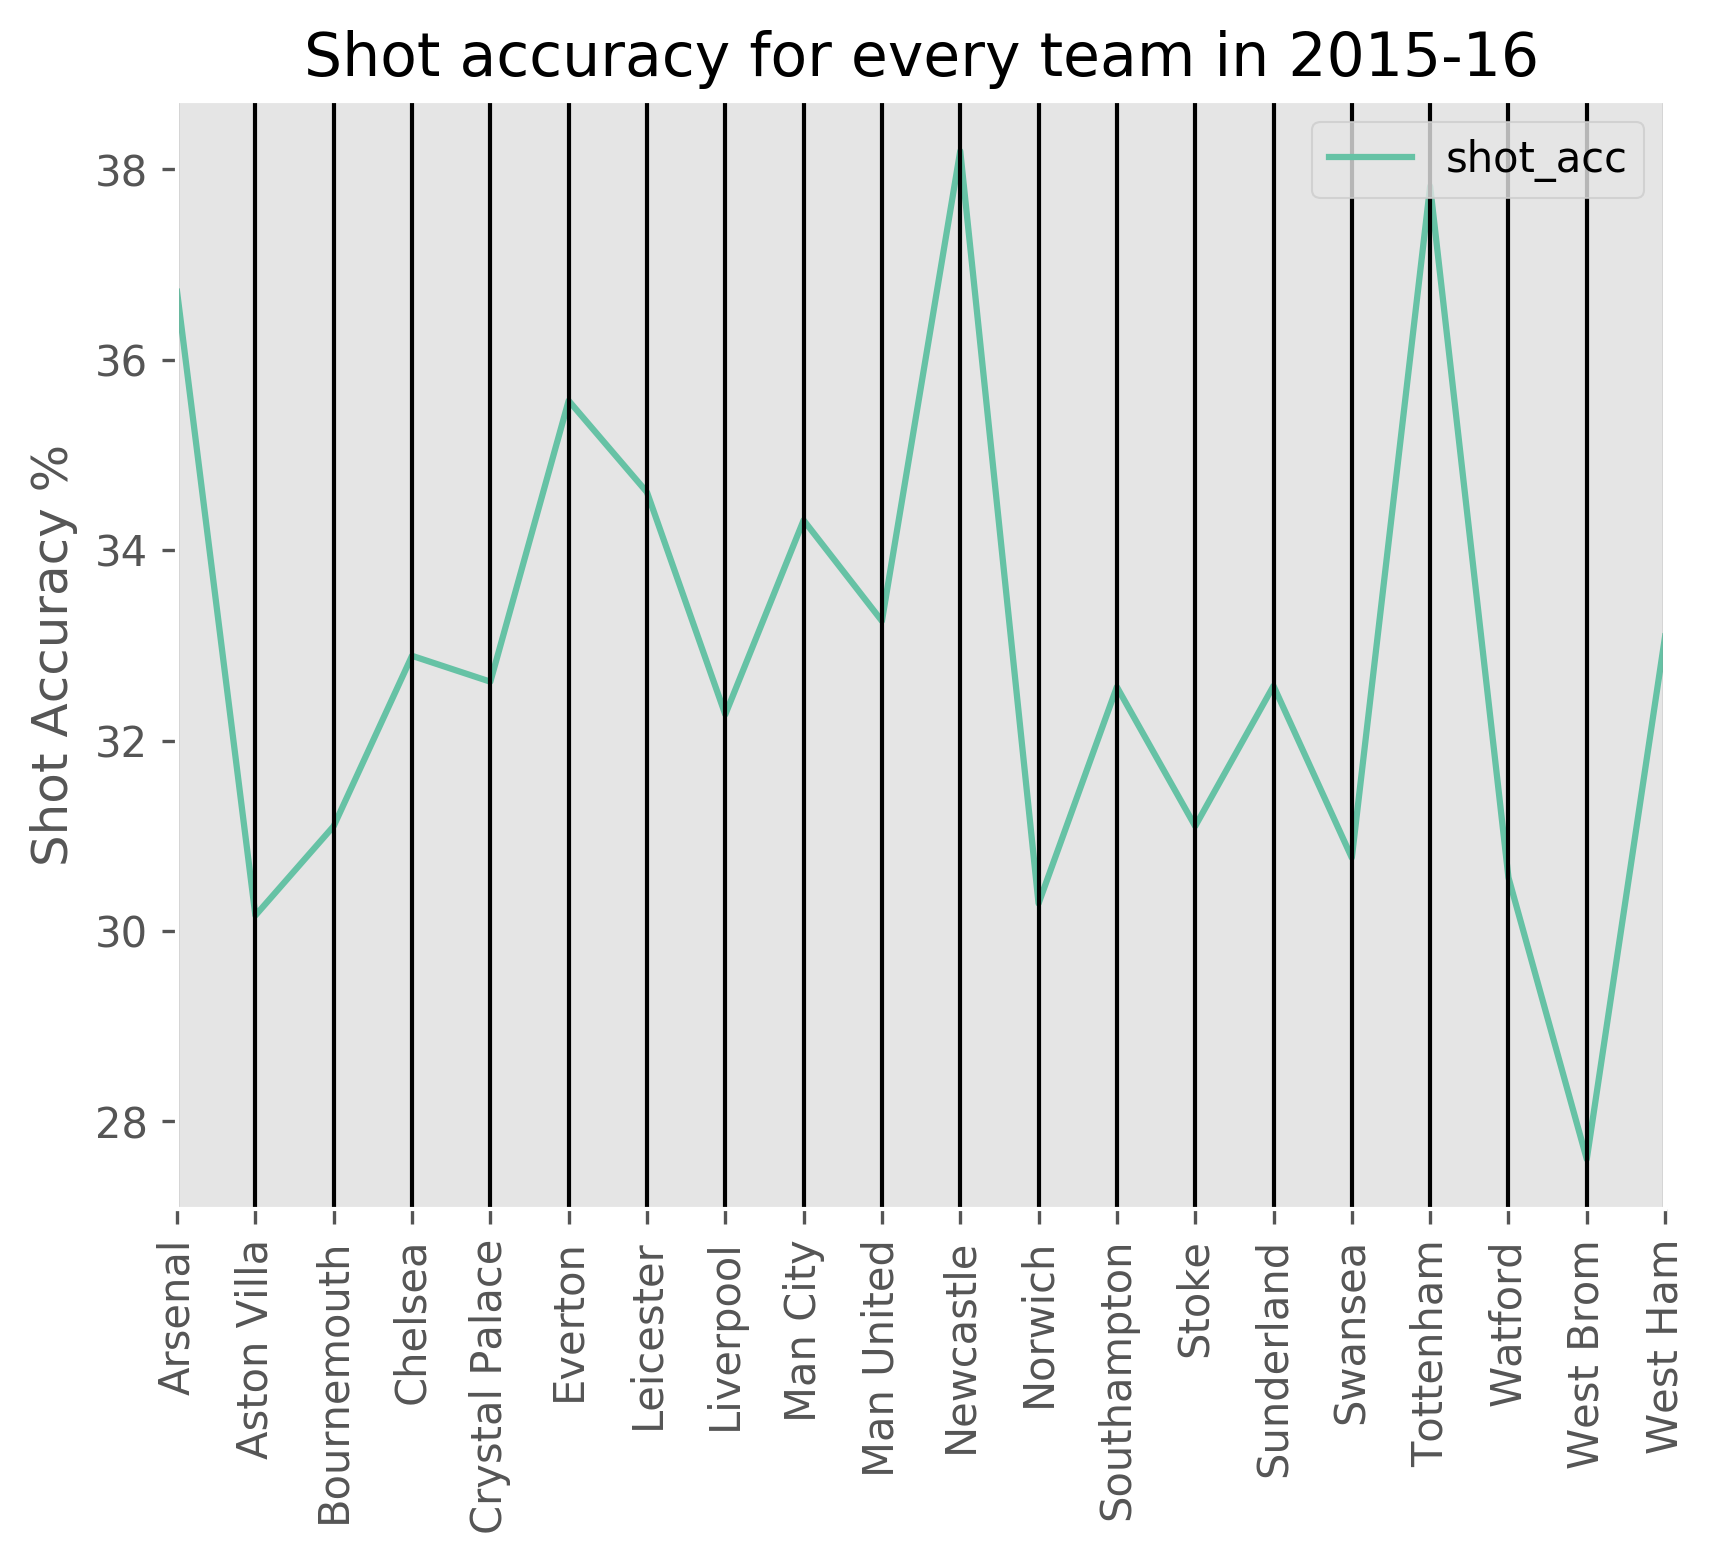 Shot accuracy for every team in 2015-16
shot_acc
Shot Accuracy %
38
36
34
32
30
28
Arsenal
Aston Villa
Bournemouth
Chelsea
Crystal Palace
Everton
Leicester
Liverpool
Man City
Man United
Newcastle
Norwich
Southampton
Stoke
Sunderland
Swansea
Tottenham
Watford
West Brom
West Ham